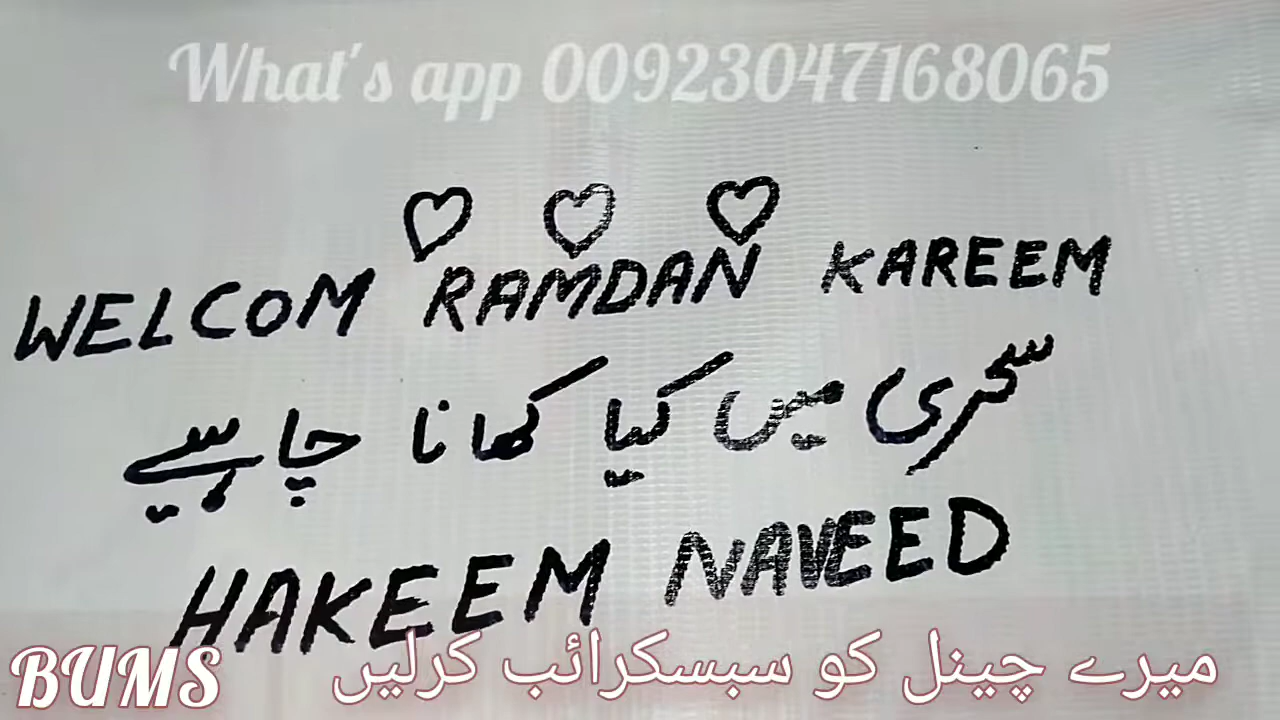 What's app 00923047168065
WELCOM RAMDAN KAREEM
سحری میں کیا کھانا چاہیے
HAKEEM NAVEED
BUMS میرے چینل کو سبسکرائب کرلیں